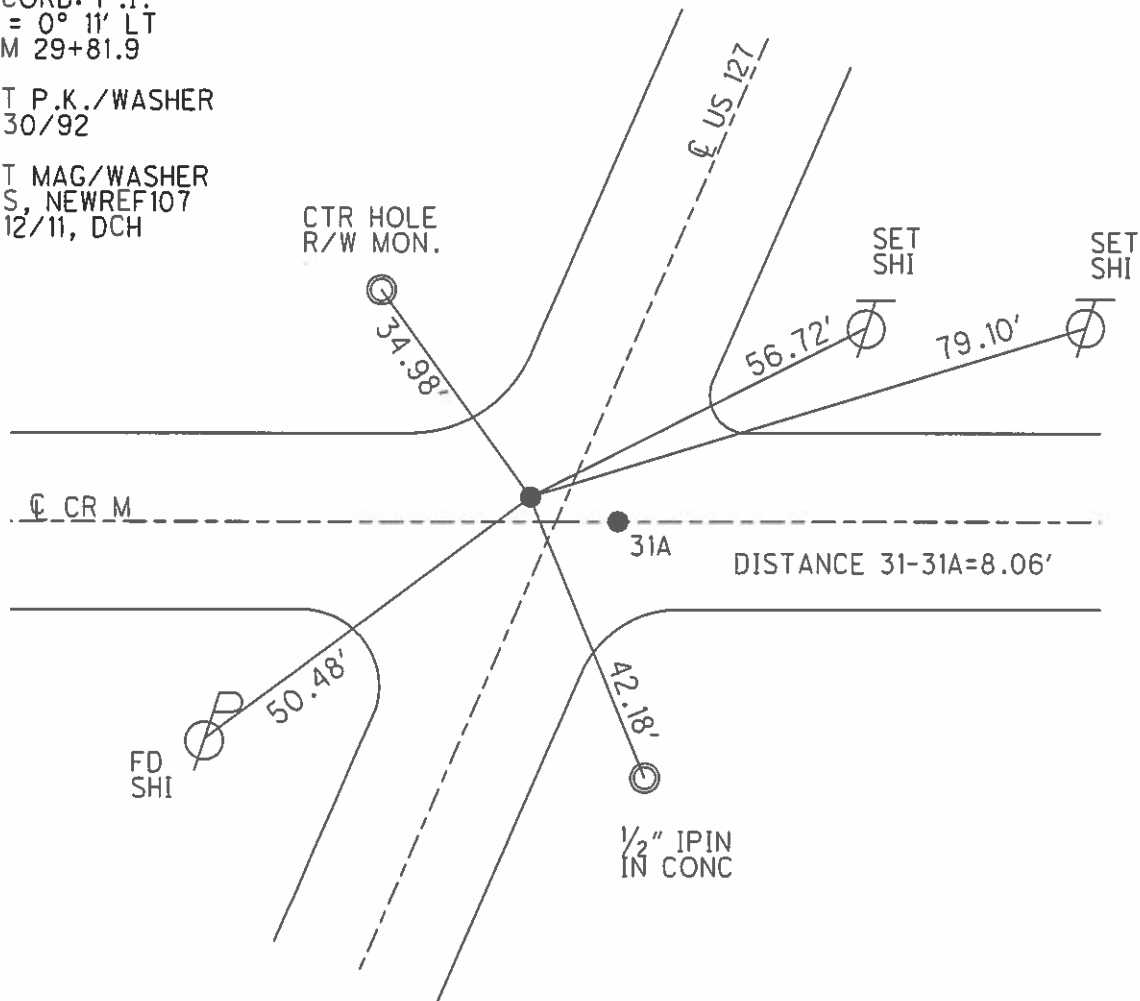 CORD. P.I.
= 0° 11' LT
M 29+81.9
T P.K./WASHER
30/92
T MAG/WASHER
S, NEWREF107
12/11, DCH
CTR HOLE
R/W MON.
℄ US 127
SET
SHI
SET
SHI
34.98'
56.72'
79.10'
℄ CR M
31A
DISTANCE 31-31A=8.06'
50.48'
42.18'
FD
SHI
1/2" IPIN
IN CONC